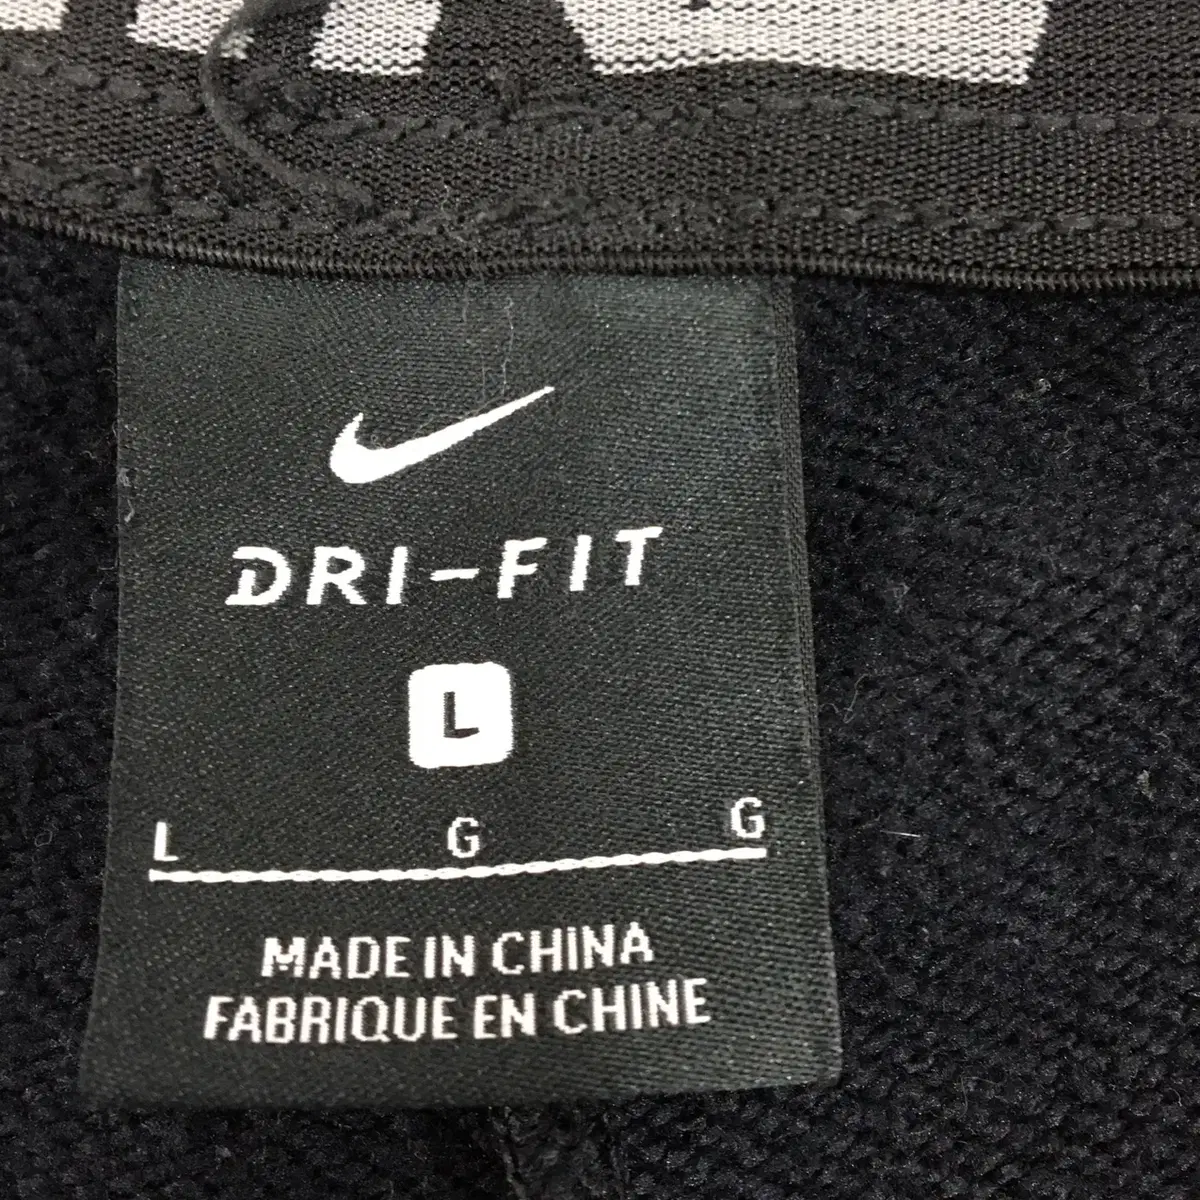 DRI-FIT
L
L G G
MADE IN CHINA
FABRIQUE EN CHINE